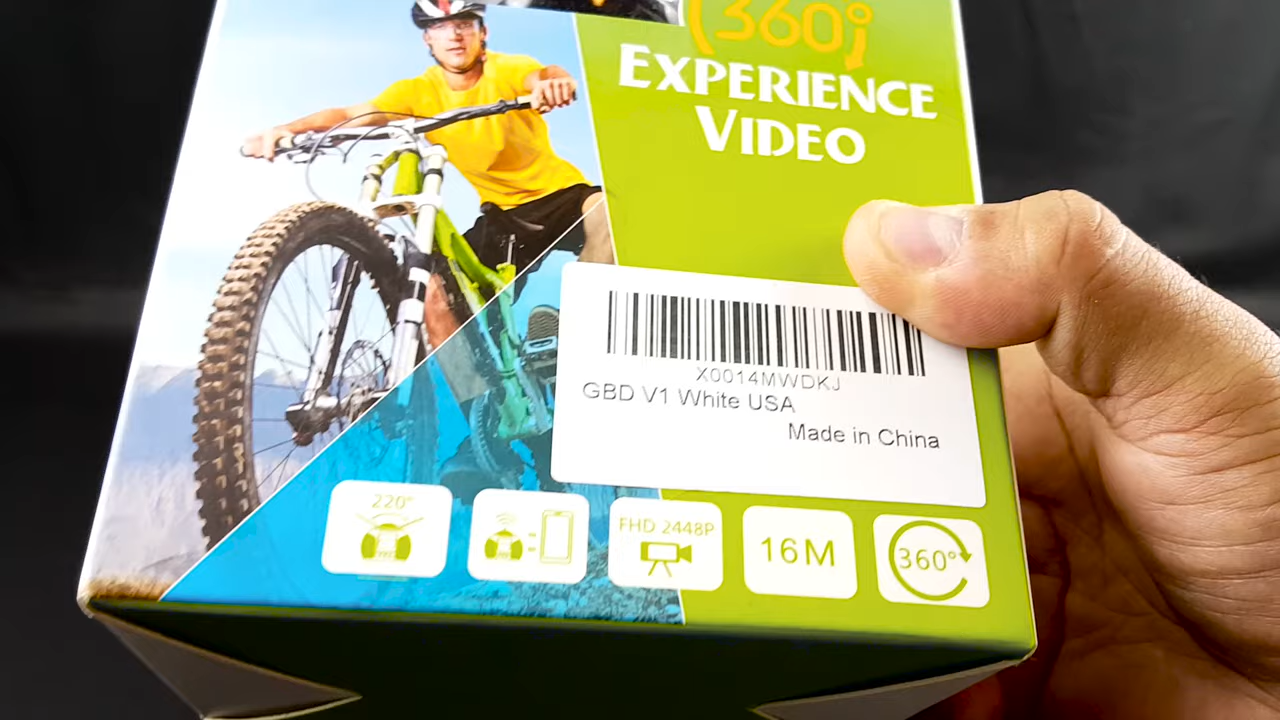 360°
EXPERIENCE
VIDEO
X0014MWDKJ
GBD V1 White USA
Made in China
220°
FHD 2448P
16M
360°